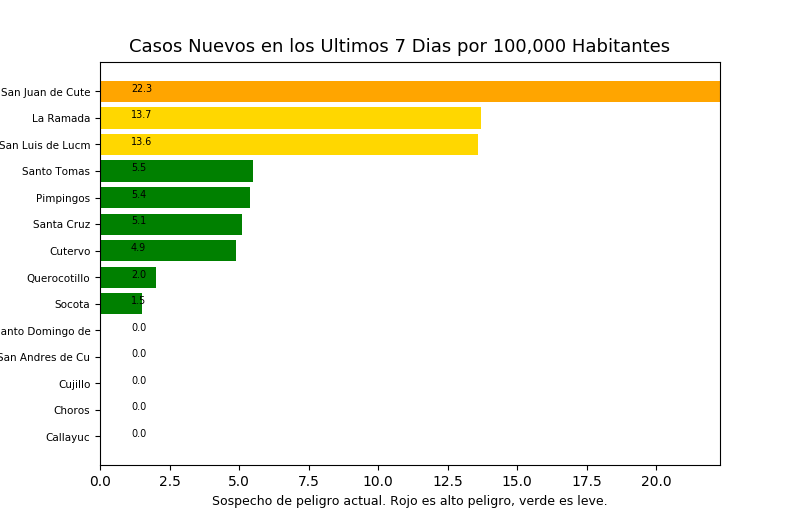 Casos Nuevos en los Ultimos 7 Dias por 100,000 Habitantes
San Juan de Cute 22.3
La Ramada 13.7
San Luis de Lucm 13.6
Santo Tomas 5.5
Pimpingos 5.4
Santa Cruz 5.1
Cutervo 4.9
Querocotillo 2.0
Socota 1.5
anto Domingo de 0.0
San Andres de Cu 0.0
Cujillo 0.0
Choros 0.0
Callayuc 0.0
0.0 2.5 5.0 7.5 10.0 12.5 15.0 17.5 20.0
Sospecho de peligro actual. Rojo es alto peligro, verde es leve.